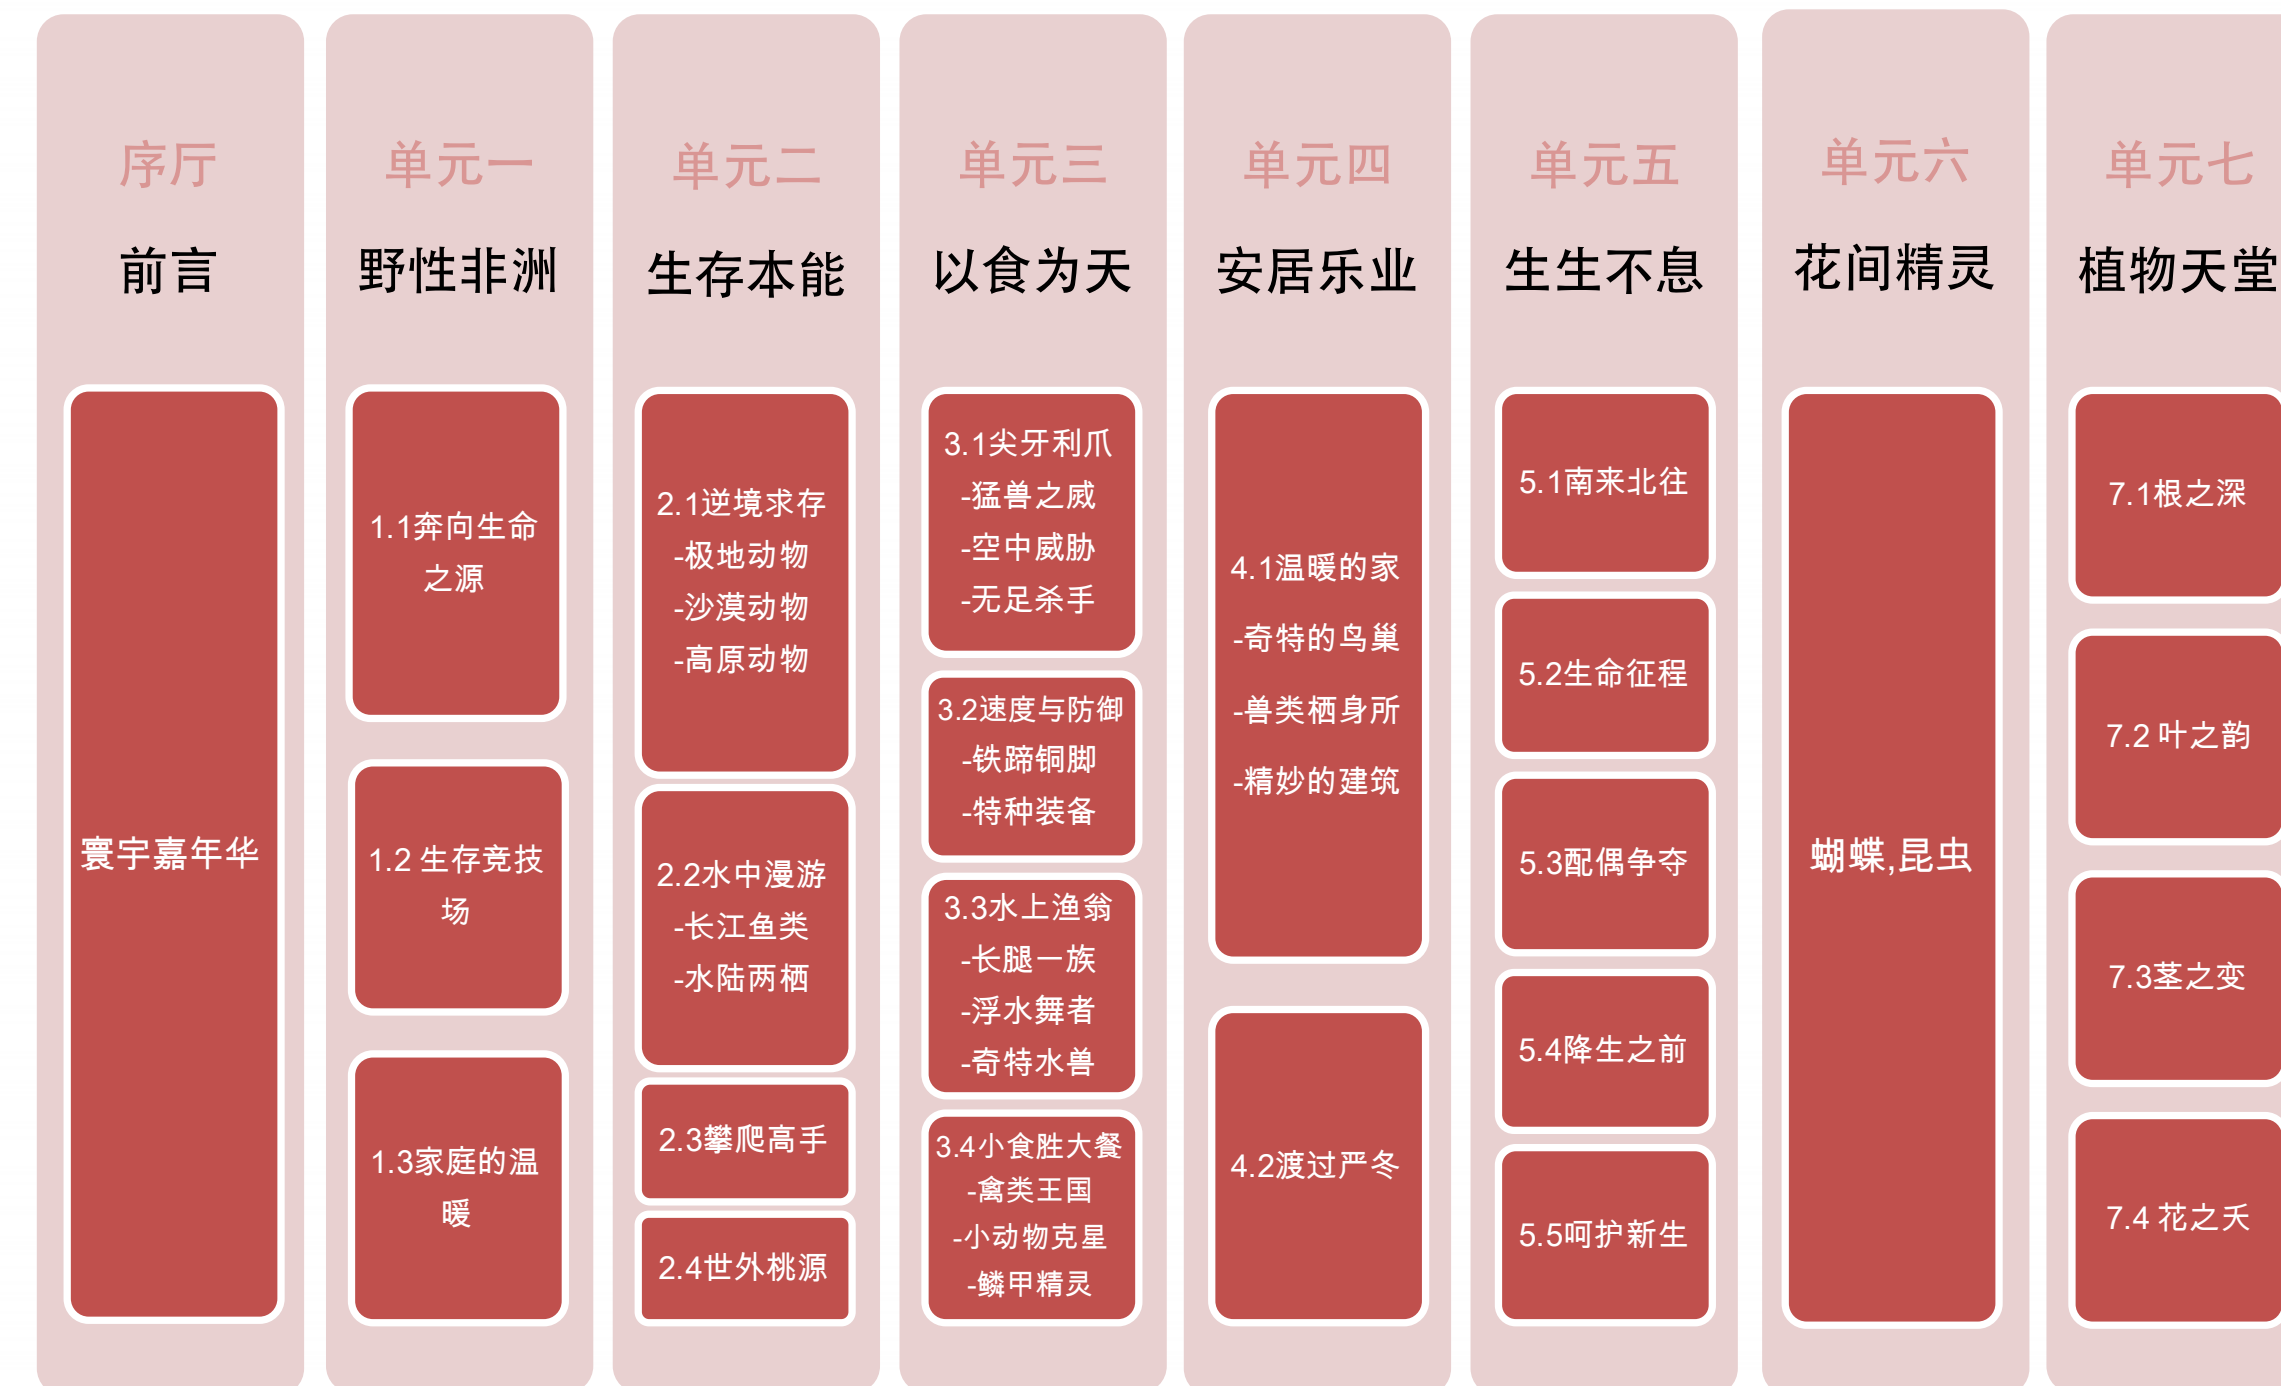 序厅
前言
寰宇嘉年华
单元一
野性非洲
1.1奔向生命
之源
1.2 生存竞技
场
1.3家庭的温
暖
单元二
生存本能
2.1逆境求存
-极地动物
-沙漠动物
-高原动物
2.2水中漫游
-长江鱼类
-水陆两栖
2.3攀爬高手
2.4世外桃源
单元三
以食为天
3.1尖牙利爪
-猛兽之威
-空中威胁
-无足杀手
3.2速度与防御
-铁蹄铜脚
-特种装备
3.3水上渔翁
-长腿一族
-浮水舞者
-奇特水兽
3.4小食胜大餐
-禽类王国
-小动物克星
-鳞甲精灵
单元四
安居乐业
4.1温暖的家
-奇特的鸟巢
-兽类栖身所
-精妙的建筑
4.2渡过严冬
单元五
生生不息
5.1南来北往
5.2生命征程
5.3配偶争夺
5.4降生之前
5.5呵护新生
单元六
花间精灵
蝴蝶,昆虫
单元七
植物天堂
7.1根之深
7.2 叶之韵
7.3茎之变
7.4 花之夭